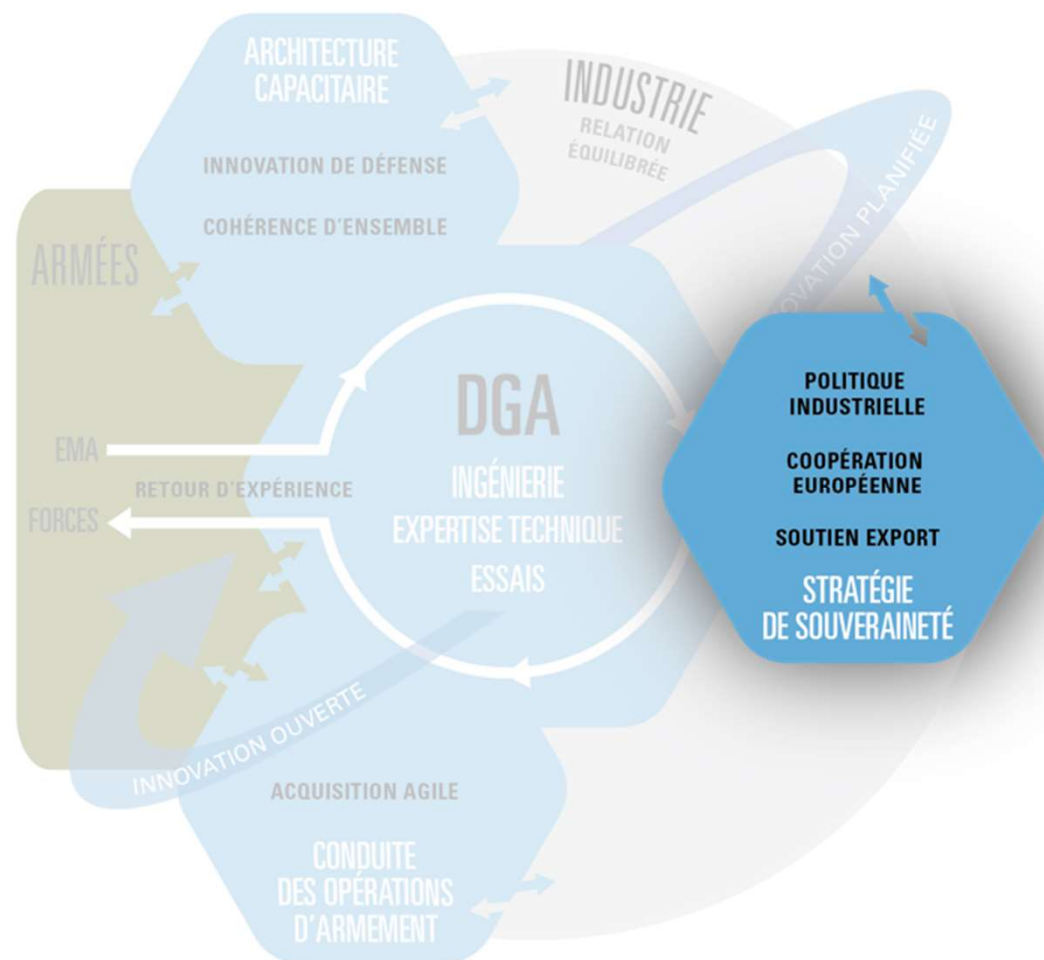 ARCHITECTURE
CAPACITAIRE
INNOVATION DE DÉFENSE
COHÉRENCE D'ENSEMBLE
INDUSTRIE
RELATION
ÉQUILIBRÉE
INNOVATION PLANIFIÉE
ARMÉES
EMA
RETOUR D'EXPÉRIENCE
FORCES
DGA
INGÉNIERIE
EXPERTISE TECHNIQUE
ESSAIS
POLITIQUE
INDUSTRIELLE
COOPÉRATION
EUROPÉENNE
SOUTIEN EXPORT
STRATÉGIE
DE SOUVERAINETÉ
INNOVATION OUVERTE
ACQUISITION AGILE
CONDUITE
DES OPÉRATIONS
D'ARMEMENT